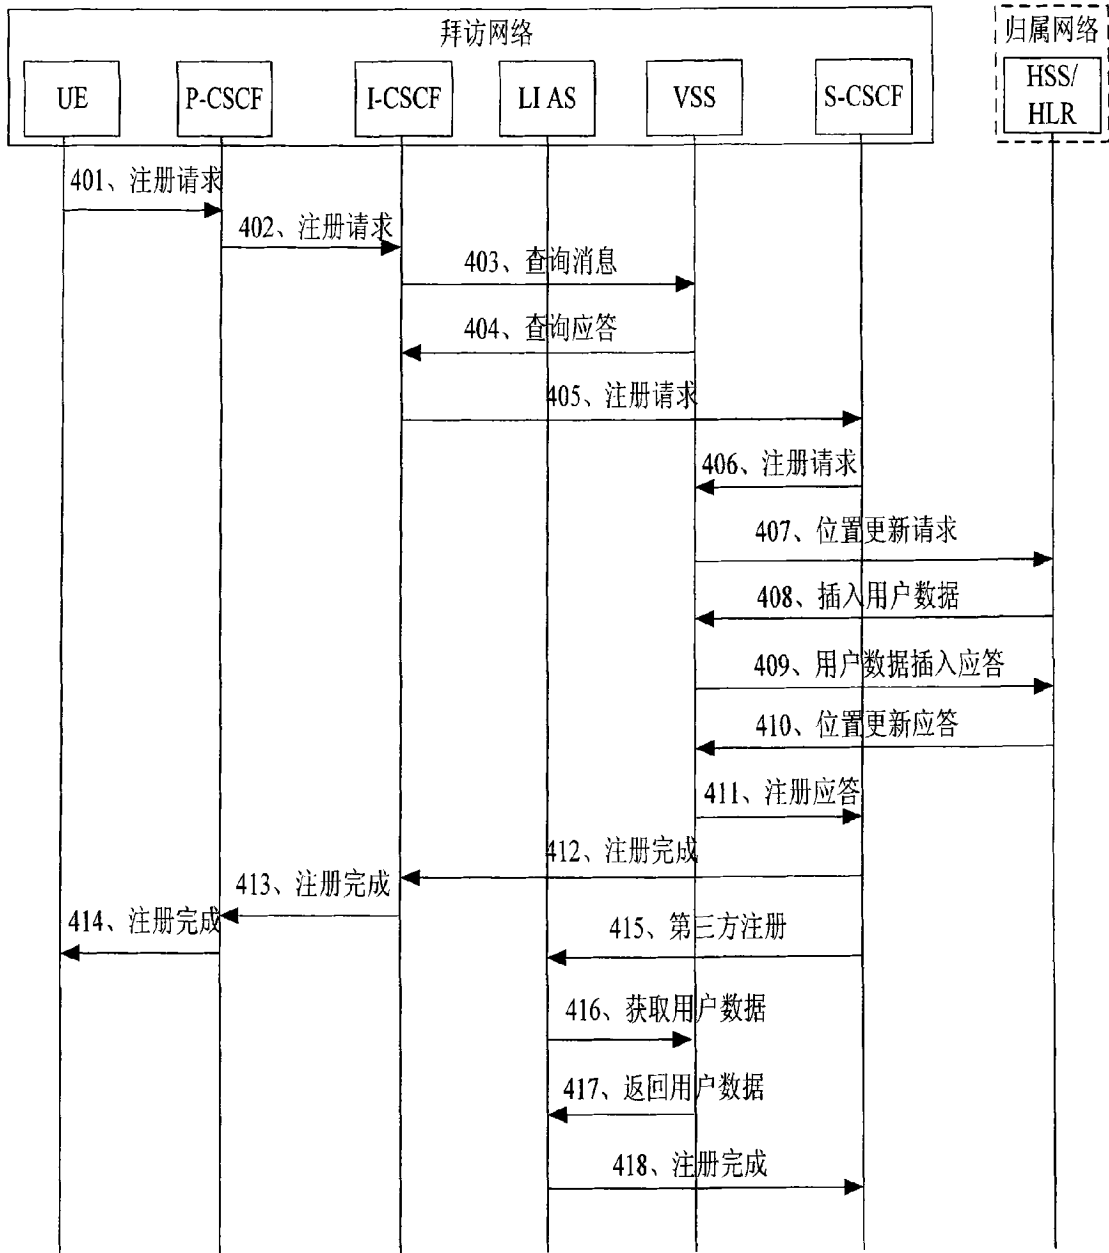 拜访网络
归属网络
UE
P-CSCF
I-CSCF
LI AS
VSS
S-CSCF
HSS/
HLR
401、注册请求
402、注册请求
403、查询消息
404、查询应答
405、注册请求
406、注册请求
407、位置更新请求
408、插入用户数据
409、用户数据插入应答
410、位置更新应答
411、注册应答
412、注册完成
413、注册完成
414、注册完成
415、第三方注册
416、获取用户数据
417、返回用户数据
418、注册完成